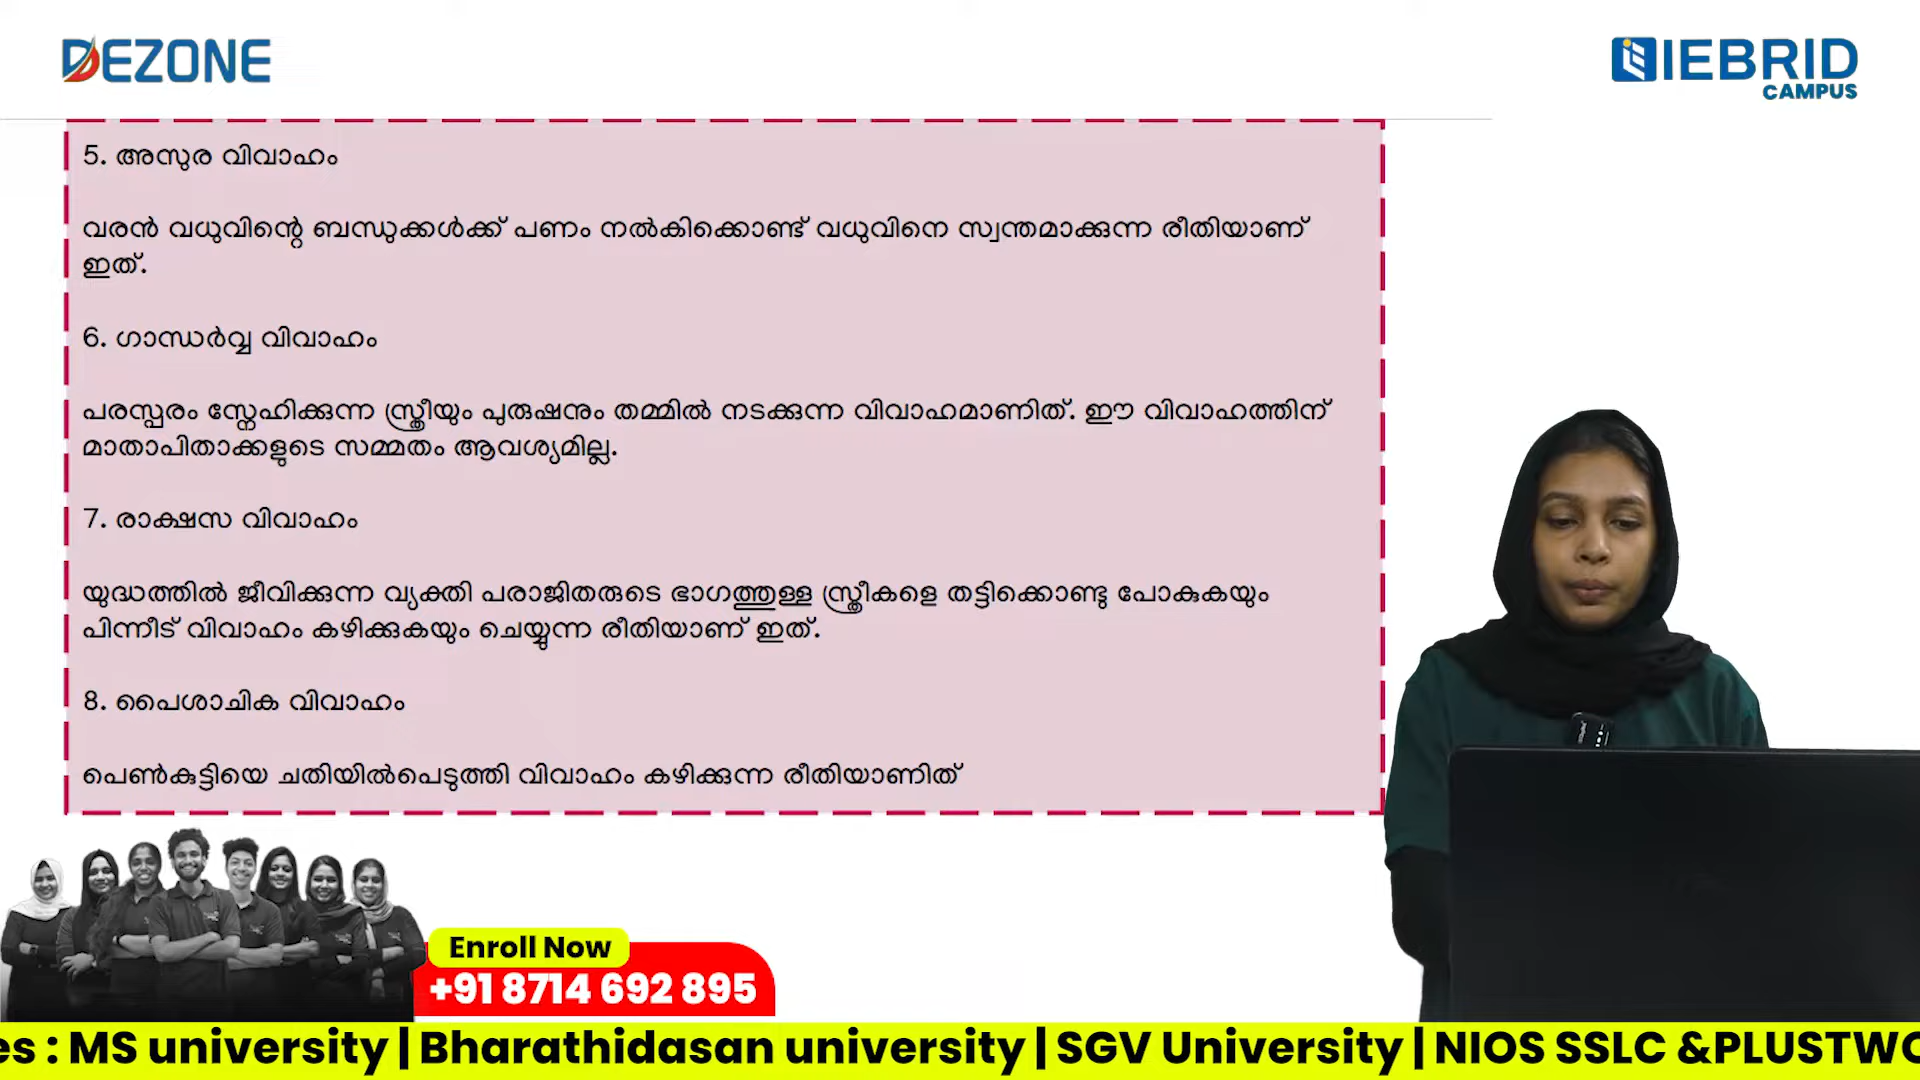 DEZONE
IEBRID
CAMPUS
5. അസുര വിവാഹം
വരൻ വധുവിന്റെ ബന്ധുക്കൾക്ക് പണം നൽകിക്കൊണ്ട് വധുവിനെ സ്വന്തമാക്കുന്ന രീതിയാണ്
ഇത്.
6. ഗാന്ധർവ്വ വിവാഹം
പരസ്പരം സ്നേഹിക്കുന്ന സ്ത്രീയും പുരുഷനും തമ്മിൽ നടക്കുന്ന വിവാഹമാണിത്. ഈ വിവാഹത്തിന്
മാതാപിതാക്കളുടെ സമ്മതം ആവശ്യമില്ല.
7. രാക്ഷസ വിവാഹം
യുദ്ധത്തിൽ ജീവിക്കുന്ന വ്യക്തി പരാജിതരുടെ ഭാഗത്തുള്ള സ്ത്രീകളെ തട്ടിക്കൊണ്ടു പോകുകയും
പിന്നീട് വിവാഹം കഴിക്കുകയും ചെയ്യുന്ന രീതിയാണ് ഇത്.
8. പൈശാചിക വിവാഹം
പെൺകുട്ടിയെ ചതിയിൽപെടുത്തി വിവാഹം കഴിക്കുന്ന രീതിയാണിത്
Enroll Now
+91 8714 692 895
es : MS university | Bharathidasan university | SGV University | NIOS SSLC &PLUSTWO